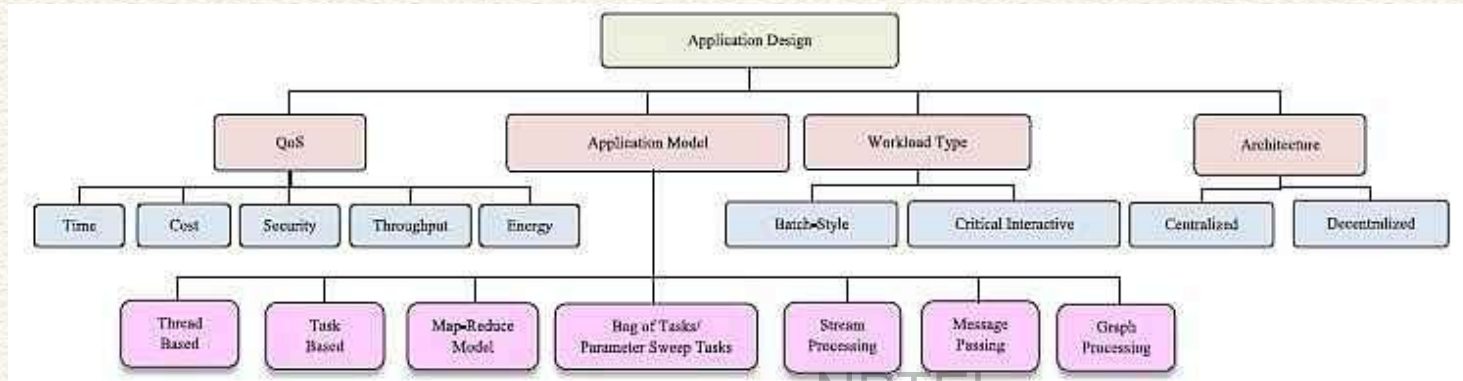 Application Design
QoS
Application Model
Workload Type
Architecture
Time
Cost
Security
Throughput
Energy
Batch-Style
Critical Interactive
Centralized
Decentralized
Thread
Based
Task
Based
Map-Reduce
Model
Bag of Tasks/
Parameter Sweep Tasks
Stream
Processing
Message
Passing
Graph
Processing
NPTEL